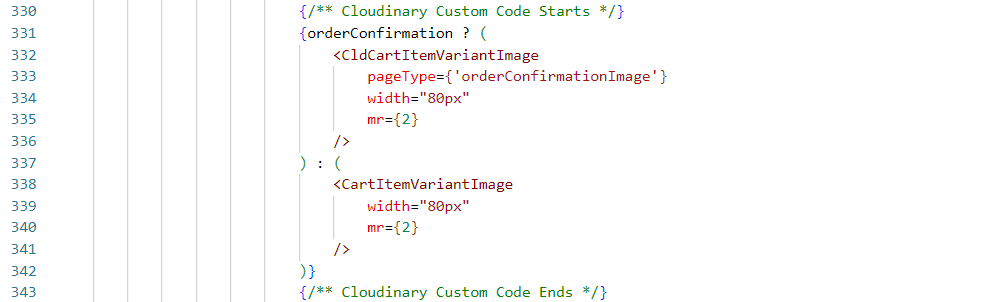 330 {/** Cloudinary Custom Code Starts */}
331 {orderConfirmation ? (
332 <CldCartItemVariantImage
333 pageType={'orderConfirmationImage'}
334 width="80px"
335 mr={2}
336 />
337 ) : (
338 <CartItemVariantImage
339 width="80px"
340 mr={2}
341 />
342 )}
343 {/** Cloudinary Custom Code Ends */}